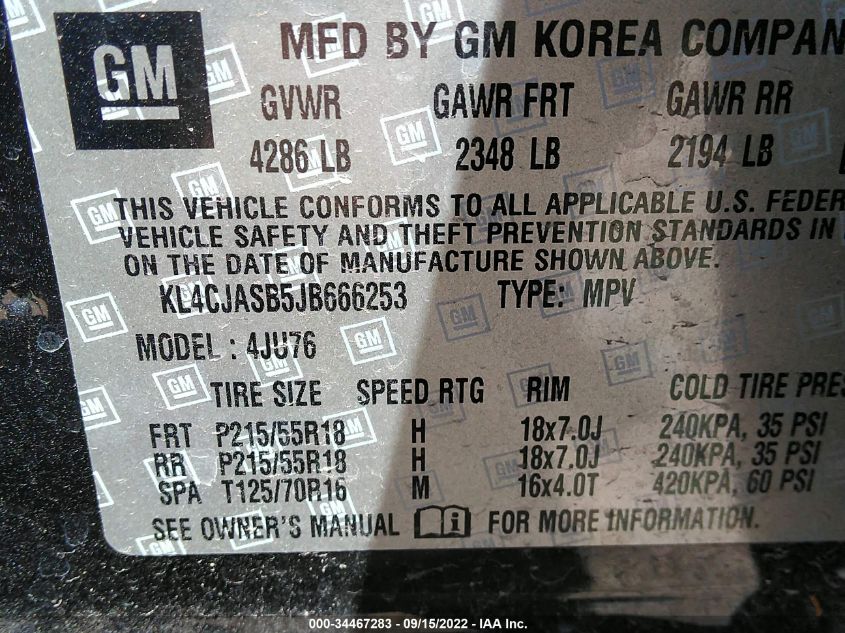 GM MFD BY GM KOREA COMPAN
GVWR GAWR FRT GAWR RR
4286 LB 2348 LB 2194 LB
THIS VEHICLE CONFORMS TO ALL APPLICABLE U.S. FEDER
VEHICLE SAFETY AND THEFT PREVENTION STANDARDS IN
ON THE DATE OF MANUFACTURE SHOWN ABOVE.
KL4CJASB5JB666253 TYPE: MPV
MODEL : 4JU76
TIRE SIZE SPEED RTG RIM COLD TIRE PRES
FRT P215/55R18 H 18x7.0J 240KPA, 35 PSI
RR P215/55R18 H 18x7.0J 240KPA, 35 PSI
SPA T125/70R16 M 16x4.0T 420KPA, 60 PSI
SEE OWNER'S MANUAL i FOR MORE INFORMATION.
000-34467283 - 09/15/2022 - IAA Inc.